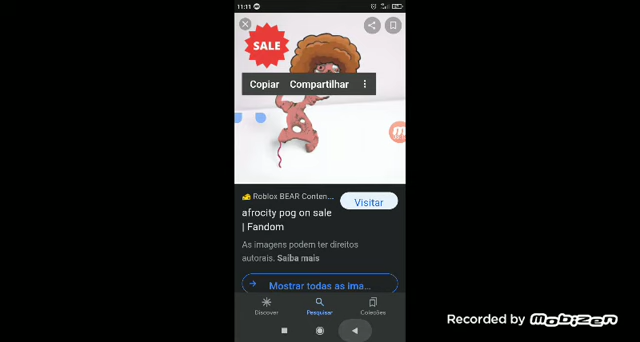 11:11
SALE
Copiar Compartilhar
Roblox BEAR Conten...
Visitar
afrocity pog on sale
| Fandom
As imagens podem ter direitos
autorais. Saiba mais
Mostrar todas as ima...
Discover
Pesquisar
Coleções
Recorded by mobizen